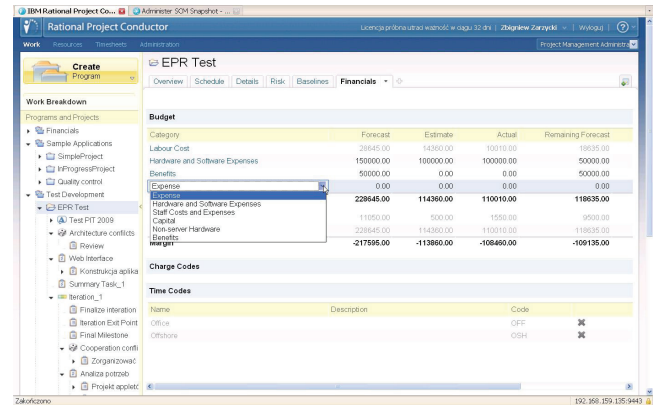 IBM Rational Project Co...
Administer SCM Snapshot - ...
Rational Project Conductor
Licencja próbna utraci ważność w ciągu 32 dni | Zbigniew Zarzycki | Wyloguj |
Work Resources Timesheets Administration
Project Management Administra
Create
Program
EPR Test
Overview Schedule Details Risk Baselines Financials
Work Breakdown
Programs and Projects
Financials
Sample Applications
SimpleProject
InProgressProject
Quality control
Test Development
EPR Test
Test PIT 2009
Architecture conflicts
Review
Web Interface
Konstrukcja aplika
Summary Task_1
Iteration_1
Finalize interation
Iteration Exit Point
Final Milestone
Cooperation confli
Zorganizować
Analiza potrzeb
Projekt appletó
Budget
Category Forecast Estimate Actual Remaining Forecast
Labour Cost 28645.00 14360.00 10010.00 18635.00
Hardware and Software Expenses 150000.00 100000.00 100000.00 50000.00
Benefits 50000.00 0.00 0.00 50000.00
Expense 0.00 0.00 0.00 0.00
Expense
Hardware and Software Expenses
Staff Costs and Expenses
Capital
Non-server Hardware
Benefits
228645.00 114360.00 110010.00 118635.00
11050.00 500.00 1550.00 9500.00
228645.00 114360.00 110010.00 118635.00
Margin -217595.00 -113860.00 -108460.00 -109135.00
Charge Codes
Time Codes
Name Description Code
Office OFF
Offshore OSH
Zakończono
192.168.159.135:9443